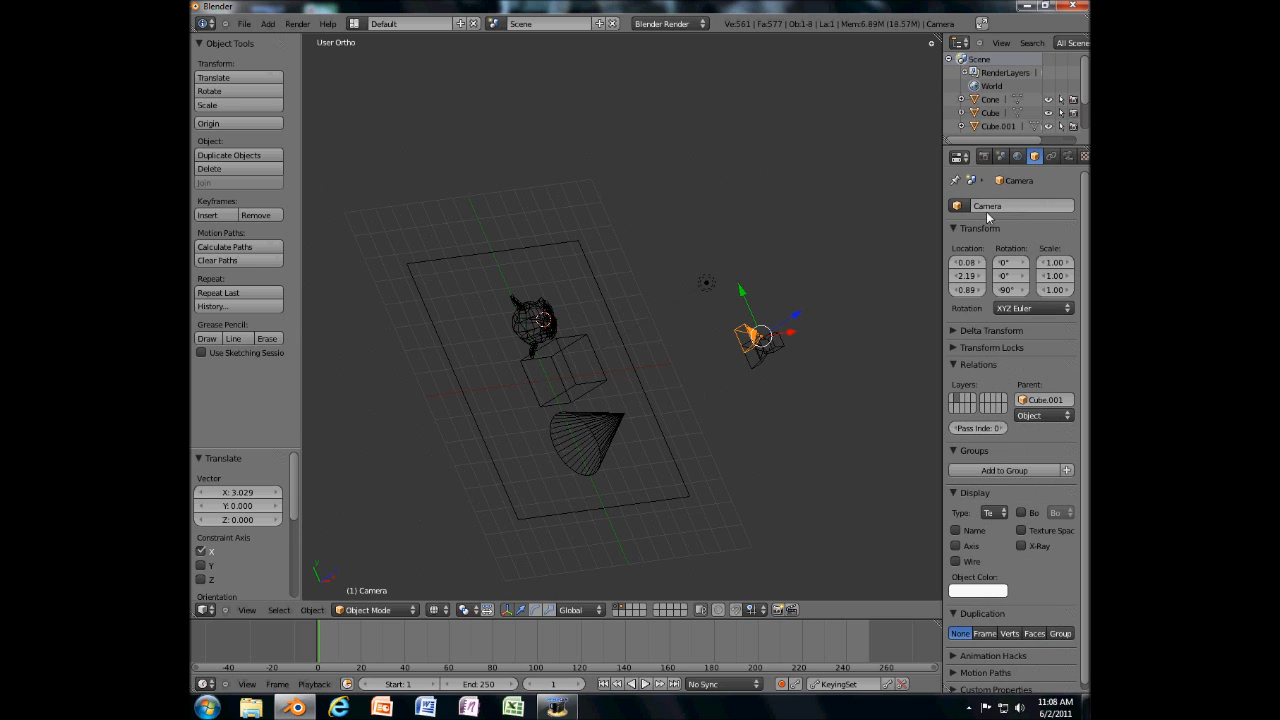 Blender
File Add Render Help Default Scene Blender Render Ve:561 | Fa:577 | Ob:1-8 | La:1 | Mem:6.89M (18.57M) | Camera
Object Tools
User Ortho
View Search All Scene
Scene
RenderLayers
World
Cone
Cube
Cube.001
Transform:
Translate
Rotate
Scale
Origin
Object:
Duplicate Objects
Delete
Join
Keyframes:
Insert Remove
Motion Paths:
Calculate Paths
Clear Paths
Repeat:
Repeat Last
History...
Grease Pencil:
Draw Line Erase
Use Sketching Sessio
Translate
Vector
X: 3.029
Y: 0.000
Z: 0.000
Constraint Axis
X
Y
Z
Orientation
Camera
Camera
Transform
Location: Rotation: Scale:
0.08 0° 1.00
2.19 0° 1.00
0.89 90° 1.00
Rotation XYZ Euler
Delta Transform
Transform Locks
Relations
Layers: Parent:
Cube.001
Object
Pass Inde: 0
Groups
Add to Group
Display
Type: Te Bo Bo
Name Texture Spac
Axis X-Ray
Wire
Object Color:
Duplication
None Frame Verts Faces Group
Animation Hacks
Motion Paths
Custom Properties
(1) Camera
View Select Object Object Mode Global
-40 -20 0 20 40 60 80 100 120 140 160 180 200 220 240 260
View Frame Playback Start: 1 End: 250 1 No Sync KeyingSet
11:08 AM
6/2/2011